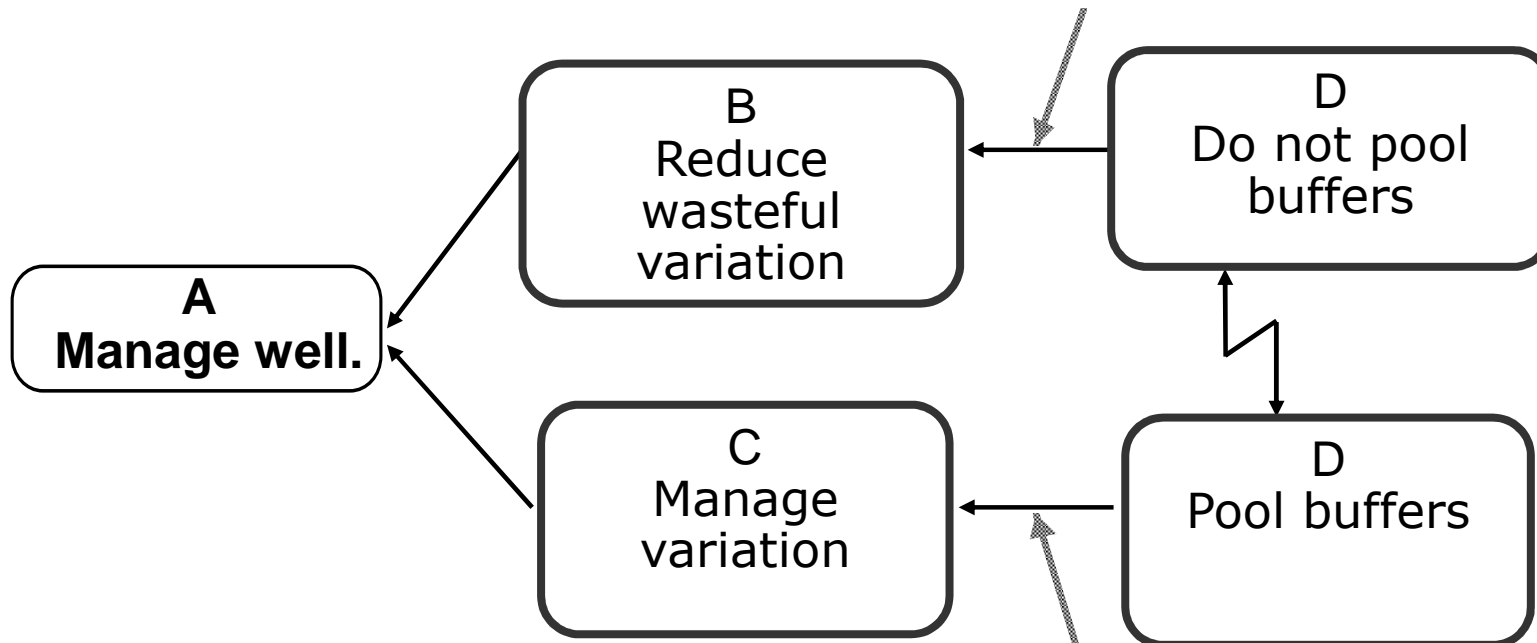 B
Reduce
wasteful
variation
D
Do not pool
buffers
A
Manage well.
C
Manage
variation
D
Pool buffers